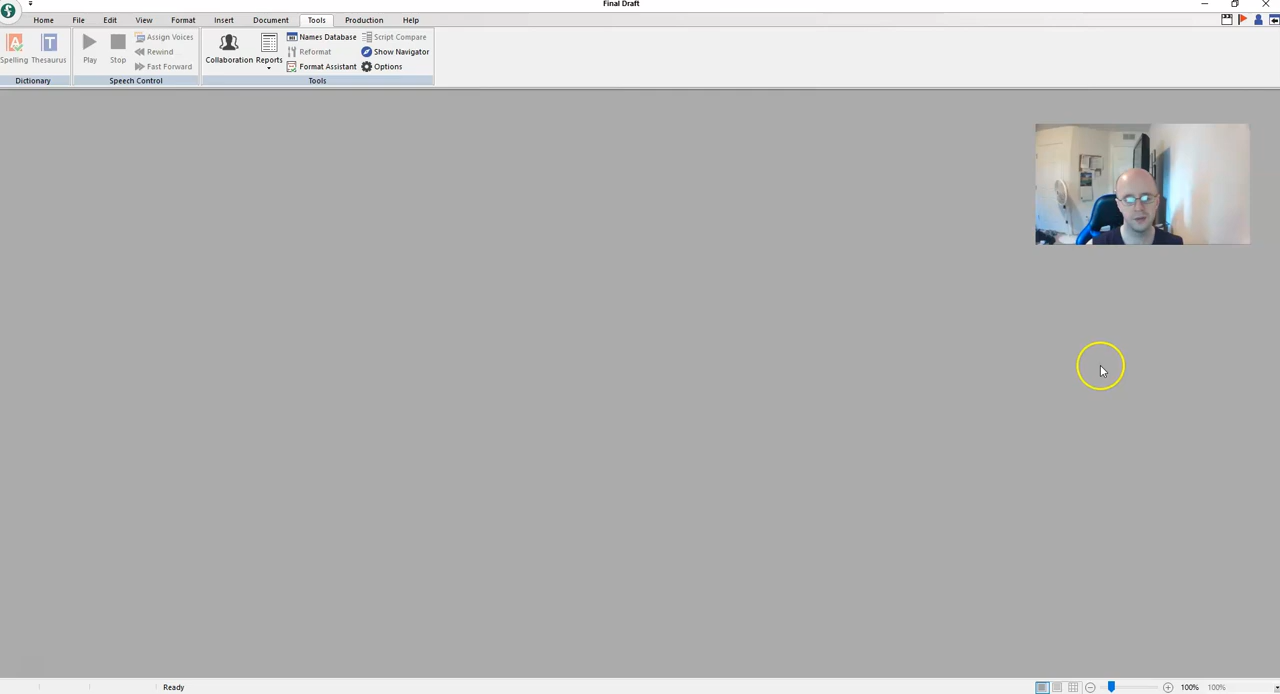 Final Draft
Home File Edit View Format Insert Document Tools Production Help
Spelling Thesaurus
Dictionary
Play Stop
Assign Voices
Rewind
Fast Forward
Speech Control
Collaboration Reports
Names Database
Reformat
Format Assistant
Script Compare
Show Navigator
Options
Tools
Ready
100% 100%